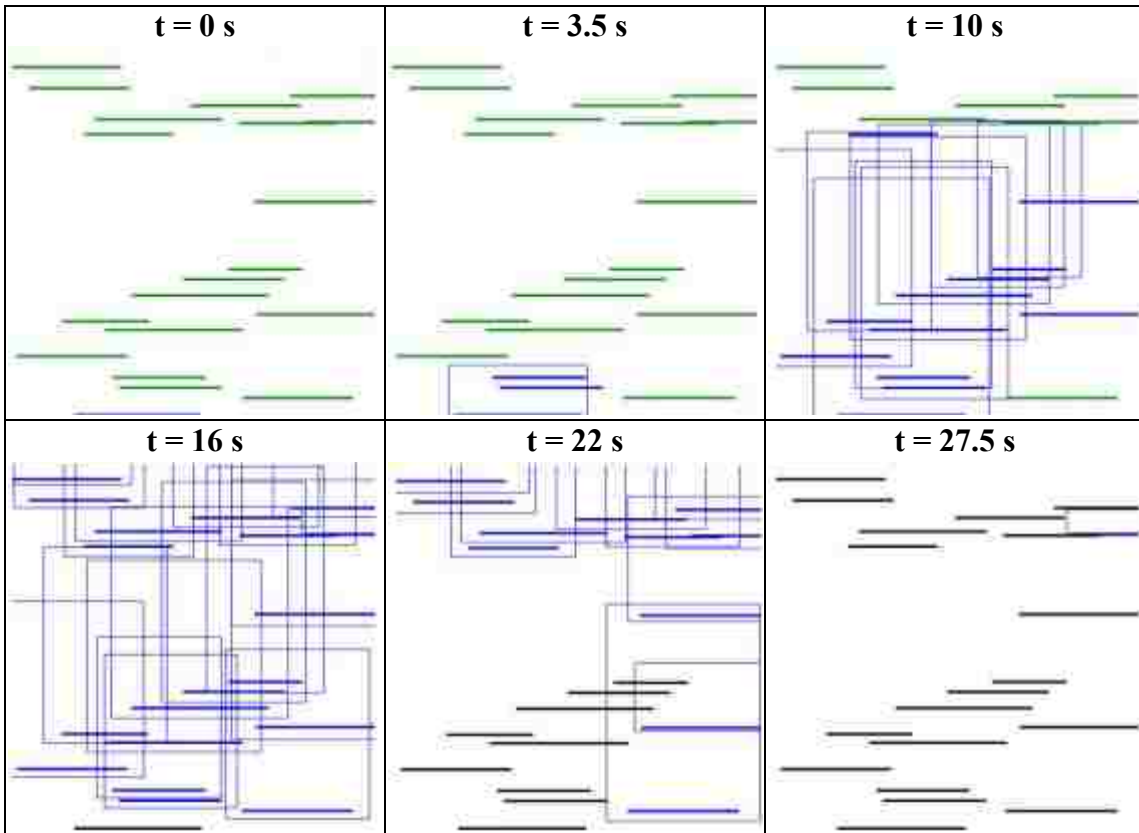 t = 0 s
t = 3.5 s
t = 10 s
t = 16 s
t = 22 s
t = 27.5 s